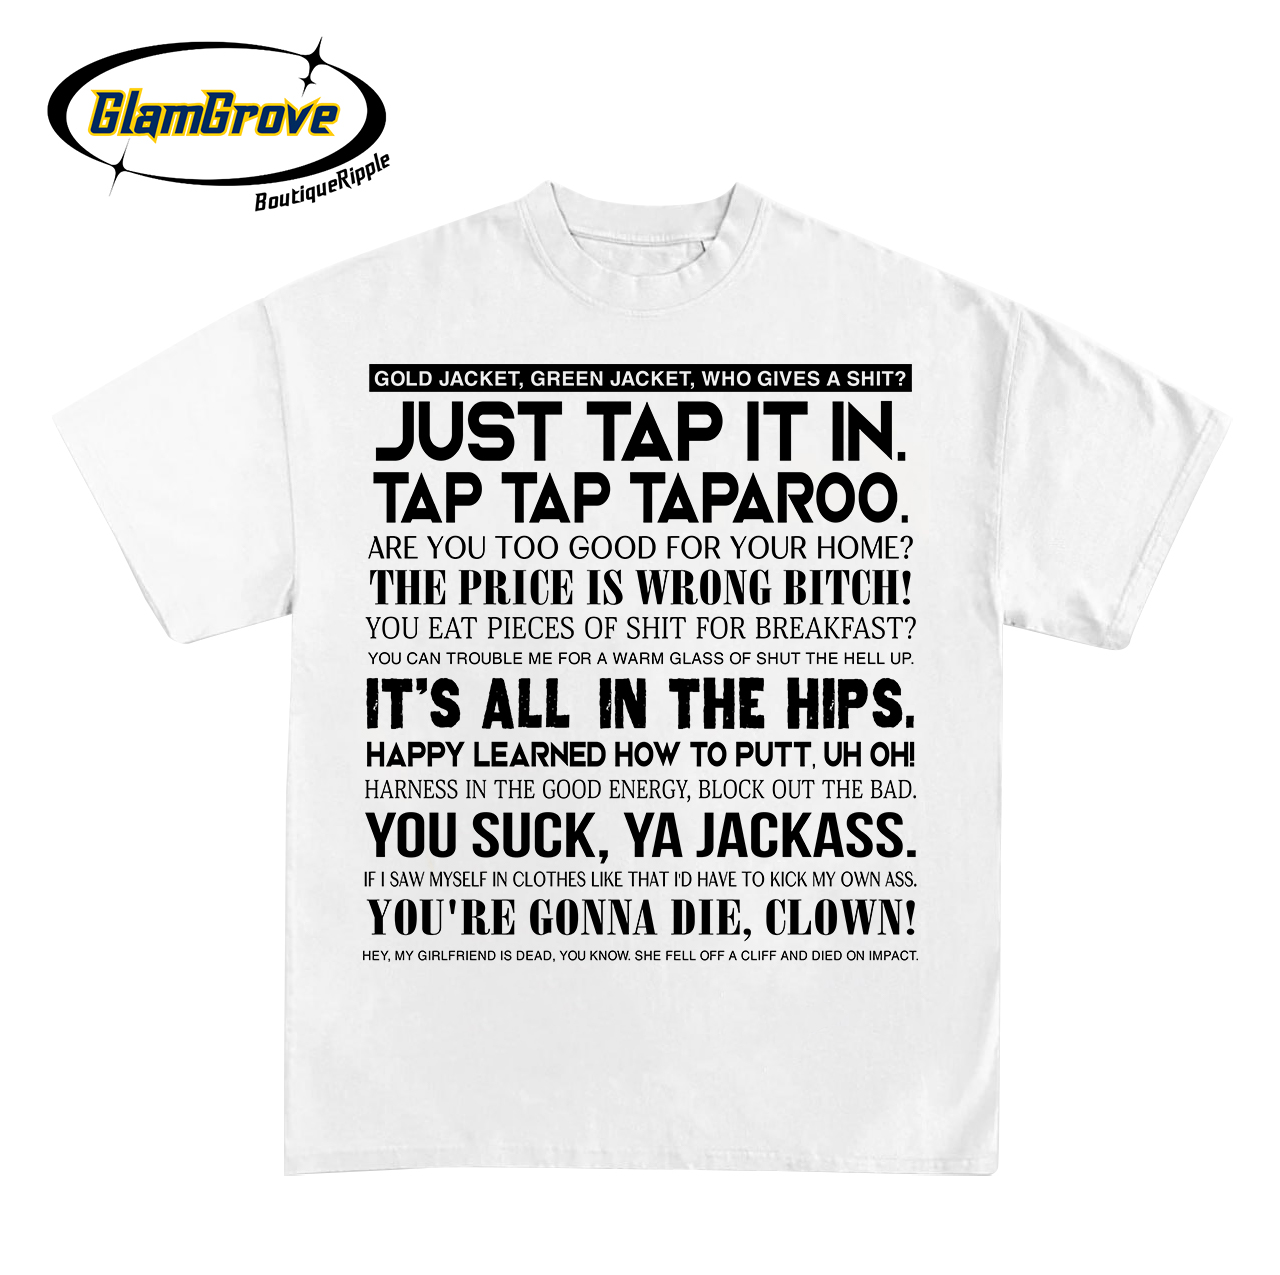 GlamGrove
BoutiqueRipple
GOLD JACKET, GREEN JACKET, WHO GIVES A SHIT?
JUST TAP IT IN.
TAP TAP TAPAROO.
ARE YOU TOO GOOD FOR YOUR HOME?
THE PRICE IS WRONG BITCH!
YOU EAT PIECES OF SHIT FOR BREAKFAST?
YOU CAN TROUBLE ME FOR A WARM GLASS OF SHUT THE HELL UP.
IT'S ALL IN THE HIPS.
HAPPY LEARNED HOW TO PUTT, UH OH!
HARNESS IN THE GOOD ENERGY, BLOCK OUT THE BAD.
YOU SUCK, YA JACKASS.
IF I SAW MYSELF IN CLOTHES LIKE THAT I'D HAVE TO KICK MY OWN ASS.
YOU'RE GONNA DIE, CLOWN!
HEY, MY GIRLFRIEND IS DEAD, YOU KNOW. SHE FELL OFF A CLIFF AND DIED ON IMPACT.